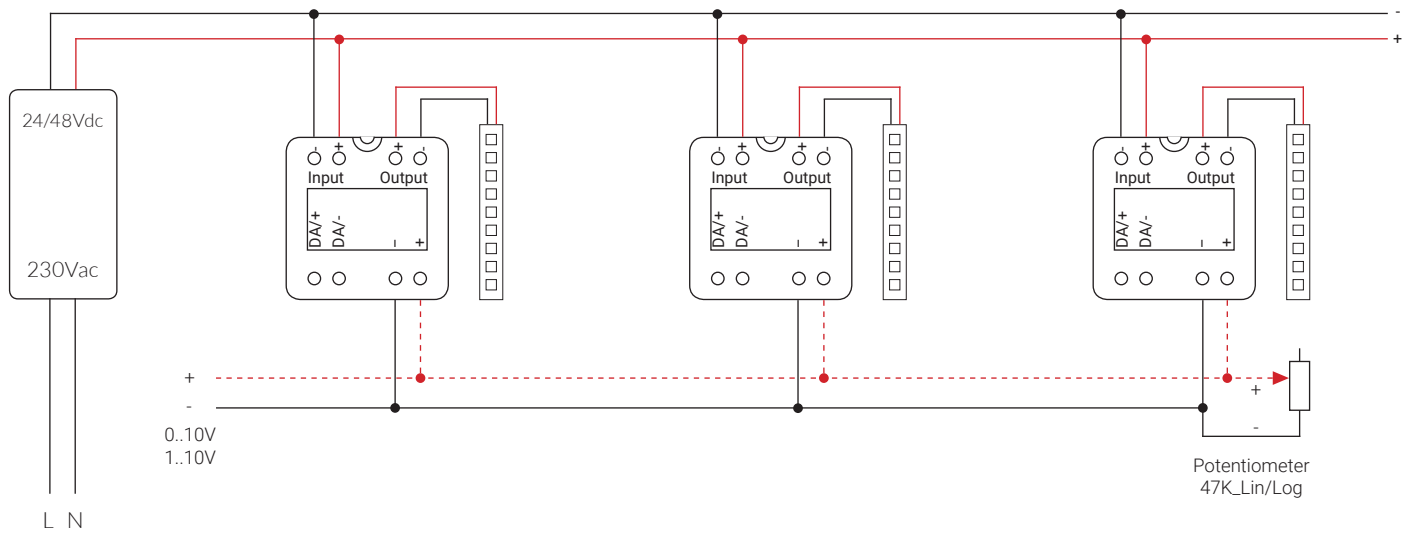 -
+
24/48Vdc
230Vac
L N
- + + -
Input Output
DA/+ DA/- - +
- + + -
Input Output
DA/+ DA/- - +
- + + -
Input Output
DA/+ DA/- - +
+
-
0..10V
1..10V
+
-
Potentiometer
47K_Lin/Log